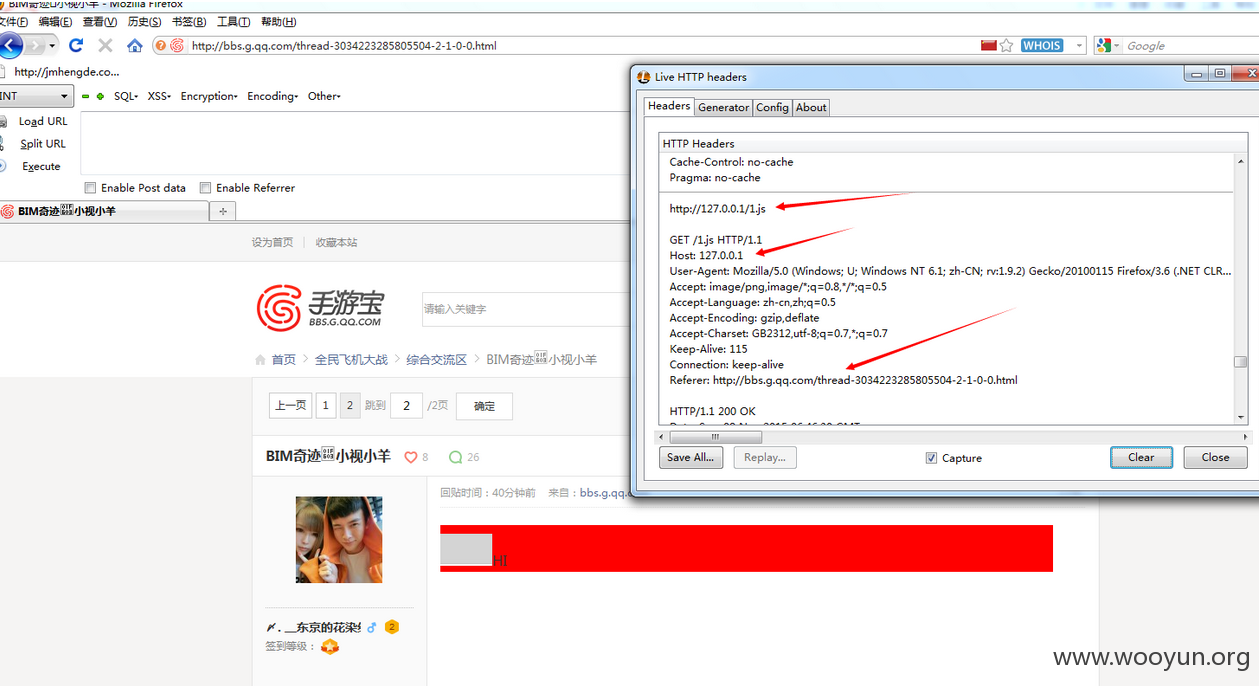 BIM奇迹小视小羊 - Mozilla Firefox
文件(F) 编辑(E) 查看(V) 历史(S) 书签(B) 工具(T) 帮助(H)
http://bbs.g.qq.com/thread-3034223285805504-2-1-0-0.html
WHOIS
Google
http://jmhengde.co...
INT
SQL
XSS
Encryption
Encoding
Other
Load URL
Split URL
Execute
Enable Post data
Enable Referrer
BIM奇迹小视小羊
设为首页
收藏本站
手游宝
BBS.G.QQ.COM
请输入关键字
首页 > 全民飞机大战 > 综合交流区 > BIM奇迹小视小羊
上一页 1 2 跳到 2 /2页 确定
BIM奇迹小视小羊
8
26
回贴时间：40分钟前 来自：bbs.g.qq.c
HI
2
签到等级：
Live HTTP headers
Headers
Generator
Config
About
HTTP Headers
Cache-Control: no-cache
Pragma: no-cache
http://127.0.0.1/1.js
GET /1.js HTTP/1.1
Host: 127.0.0.1
User-Agent: Mozilla/5.0 (Windows; U; Windows NT 6.1; zh-CN; rv:1.9.2) Gecko/20100115 Firefox/3.6 (.NET CLR...
Accept: image/png,image/*;q=0.8,*/*;q=0.5
Accept-Language: zh-cn,zh;q=0.5
Accept-Encoding: gzip,deflate
Accept-Charset: GB2312,utf-8;q=0.7,*;q=0.7
Keep-Alive: 115
Connection: keep-alive
Referer: http://bbs.g.qq.com/thread-3034223285805504-2-1-0-0.html
HTTP/1.1 200 OK
Save All...
Replay...
Capture
Clear
Close
www.wooyun.org